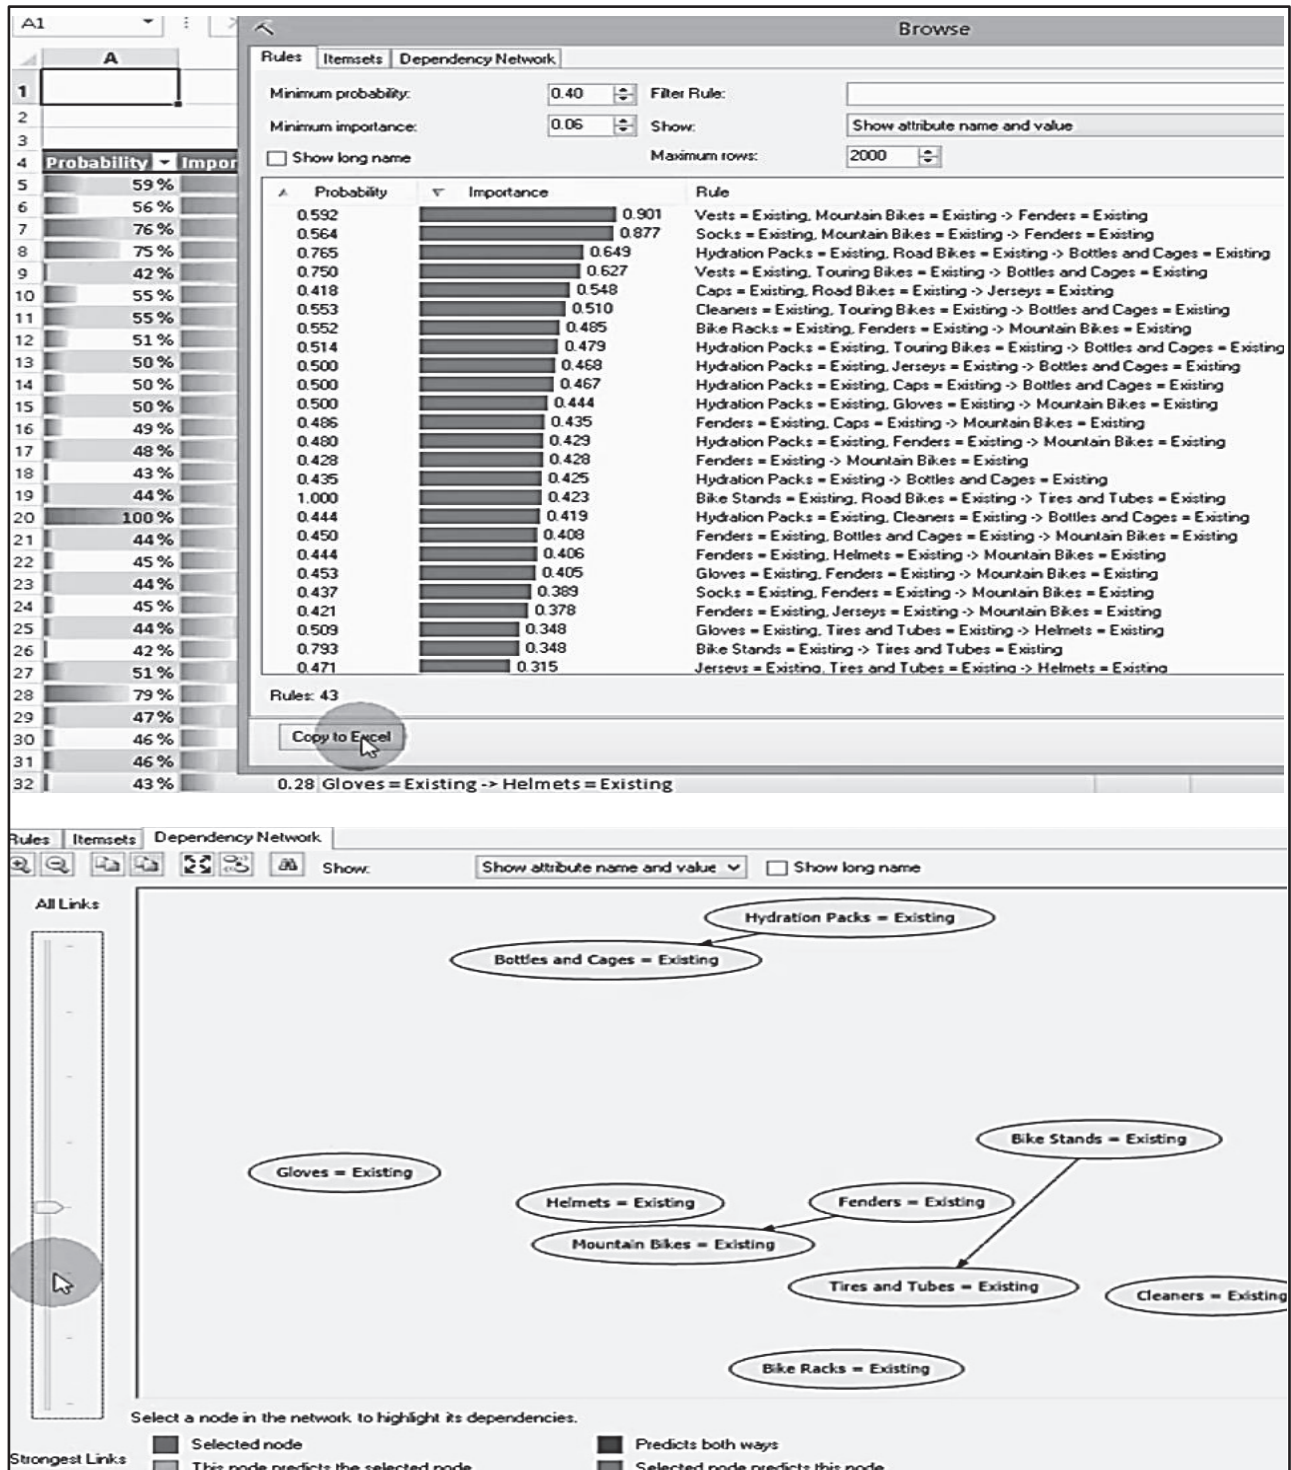 A1
Browse
A
Rules Itemsets Dependency Network
1
Minimum probability: 0.40 Filter Rule:
2
Minimum importance: 0.06 Show: Show attribute name and value
3
Show long name Maximum rows: 2000
4 Probability Impor
Probability Importance Rule
5 59 %
6 56 %
7 76 %
8 75 %
9 42 %
10 55 %
11 55 %
12 51 %
13 50 %
14 50 %
15 50 %
16 49 %
17 48 %
18 43 %
19 44 %
20 100 %
21 44 %
22 45 %
23 44 %
24 45 %
25 44 %
26 42 %
27 51 %
28 79 %
29 47 %
30 46 %
31 46 %
32 43 %
0.592 0.901 Vests = Existing, Mountain Bikes = Existing -> Fenders = Existing
0.564 0.877 Socks = Existing, Mountain Bikes = Existing -> Fenders = Existing
0.765 0.649 Hydration Packs = Existing, Road Bikes = Existing -> Bottles and Cages = Existing
0.750 0.627 Vests = Existing, Touring Bikes = Existing -> Bottles and Cages = Existing
0.418 0.548 Caps = Existing, Road Bikes = Existing -> Jerseys = Existing
0.553 0.510 Cleaners = Existing, Touring Bikes = Existing -> Bottles and Cages = Existing
0.552 0.485 Bike Racks = Existing, Fenders = Existing -> Mountain Bikes = Existing
0.514 0.479 Hydration Packs = Existing, Touring Bikes = Existing -> Bottles and Cages = Existing
0.500 0.468 Hydration Packs = Existing, Jerseys = Existing -> Bottles and Cages = Existing
0.500 0.467 Hydration Packs = Existing, Caps = Existing -> Bottles and Cages = Existing
0.500 0.444 Hydration Packs = Existing, Gloves = Existing -> Mountain Bikes = Existing
0.486 0.435 Fenders = Existing, Caps = Existing -> Mountain Bikes = Existing
0.480 0.429 Hydration Packs = Existing, Fenders = Existing -> Mountain Bikes = Existing
0.428 0.428 Fenders = Existing -> Mountain Bikes = Existing
0.435 0.425 Hydration Packs = Existing -> Bottles and Cages = Existing
1.000 0.423 Bike Stands = Existing, Road Bikes = Existing -> Tires and Tubes = Existing
0.444 0.419 Hydration Packs = Existing, Cleaners = Existing -> Bottles and Cages = Existing
0.450 0.408 Fenders = Existing, Bottles and Cages = Existing -> Mountain Bikes = Existing
0.444 0.406 Fenders = Existing, Helmets = Existing -> Mountain Bikes = Existing
0.453 0.405 Gloves = Existing, Fenders = Existing -> Mountain Bikes = Existing
0.437 0.389 Socks = Existing, Fenders = Existing -> Mountain Bikes = Existing
0.421 0.378 Fenders = Existing, Jerseys = Existing -> Mountain Bikes = Existing
0.509 0.348 Gloves = Existing, Tires and Tubes = Existing -> Helmets = Existing
0.793 0.348 Bike Stands = Existing -> Tires and Tubes = Existing
0.471 0.315 Jerseys = Existing, Tires and Tubes = Existing -> Helmets = Existing
Rules: 43
Copy to Excel
0.28 Gloves = Existing -> Helmets = Existing
Rules Itemsets Dependency Network
Show: Show attribute name and value Show long name
All Links
Hydration Packs = Existing
Bottles and Cages = Existing
Bike Stands = Existing
Gloves = Existing
Helmets = Existing
Fenders = Existing
Mountain Bikes = Existing
Tires and Tubes = Existing
Cleaners = Existing
Bike Racks = Existing
Select a node in the network to highlight its dependencies.
Selected node Predicts both ways
Strongest Links
This node predicts the selected node Selected node predicts this node